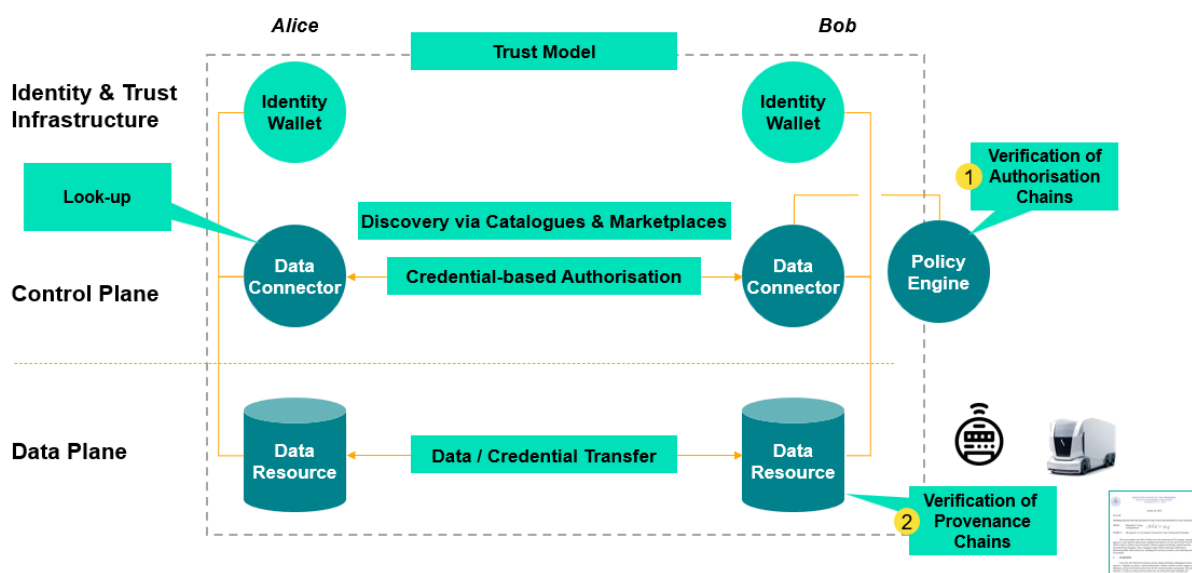 Alice
Bob
Trust Model
Identity & Trust
Infrastructure
Identity
Wallet
Identity
Wallet
1
Verification of
Authorisation
Chains
Look-up
Discovery via Catalogues & Marketplaces
Data
Connector
Credential-based Authorisation
Data
Connector
Policy
Engine
Control Plane
Data Plane
Data
Resource
Data / Credential Transfer
Data
Resource
2
Verification of
Provenance
Chains